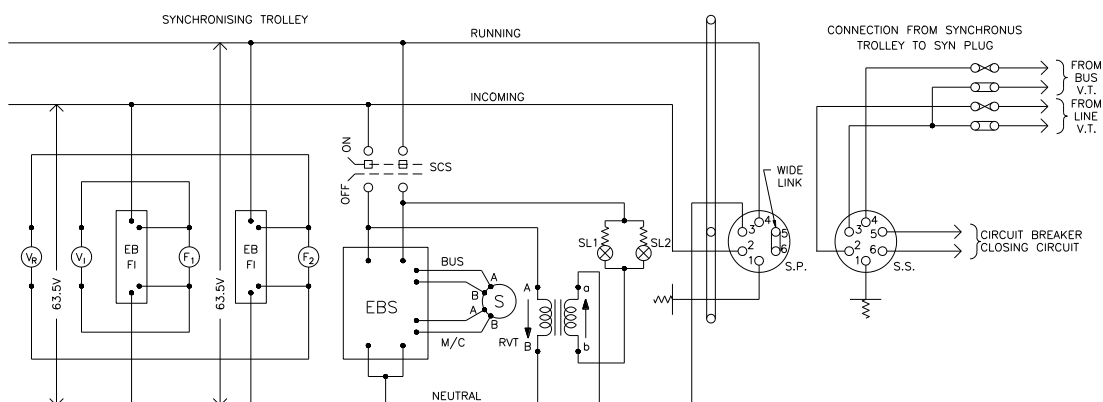 SYNCHRONISING TROLLEY
RUNNING
INCOMING
CONNECTION FROM SYNCHRONUS
TROLLEY TO SYN PLUG
FROM
BUS
V.T.
FROM
LINE
V.T.
ON
OFF
SCS
WIDE
LINK
63.5V
63.5V
VR
V1
EB
FI
F1
EB
FI
F2
EBS
BUS
A
B
A
B
S
M/C
SL1
SL2
A
B
RVT
a
b
3
4
5
2
6
1
S.P.
3
4
5
2
6
1
S.S.
CIRCUIT BREAKER
CLOSING CIRCUIT
NEUTRAL